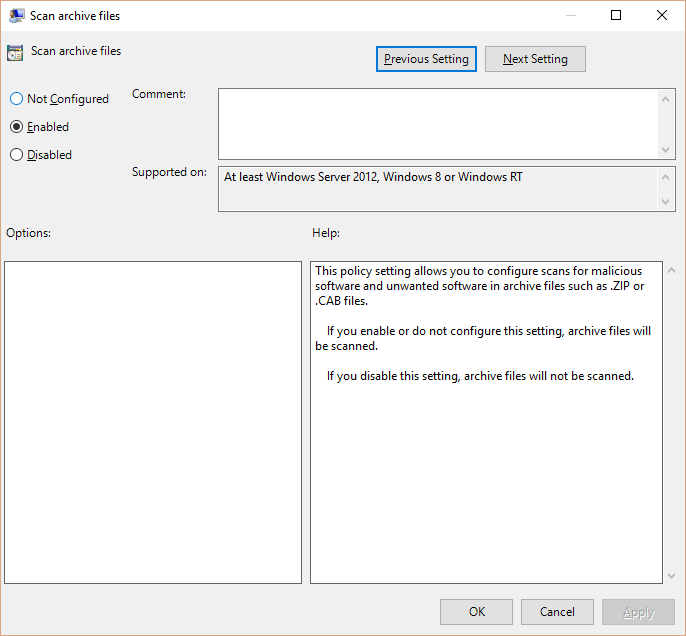 Scan archive files
Scan archive files
Previous Setting
Next Setting
Not Configured
Enabled
Disabled
Comment:
Supported on:
At least Windows Server 2012, Windows 8 or Windows RT
Options:
Help:
This policy setting allows you to configure scans for malicious
software and unwanted software in archive files such as .ZIP or
.CAB files.
If you enable or do not configure this setting, archive files will
be scanned.
If you disable this setting, archive files will not be scanned.
OK
Cancel
Apply